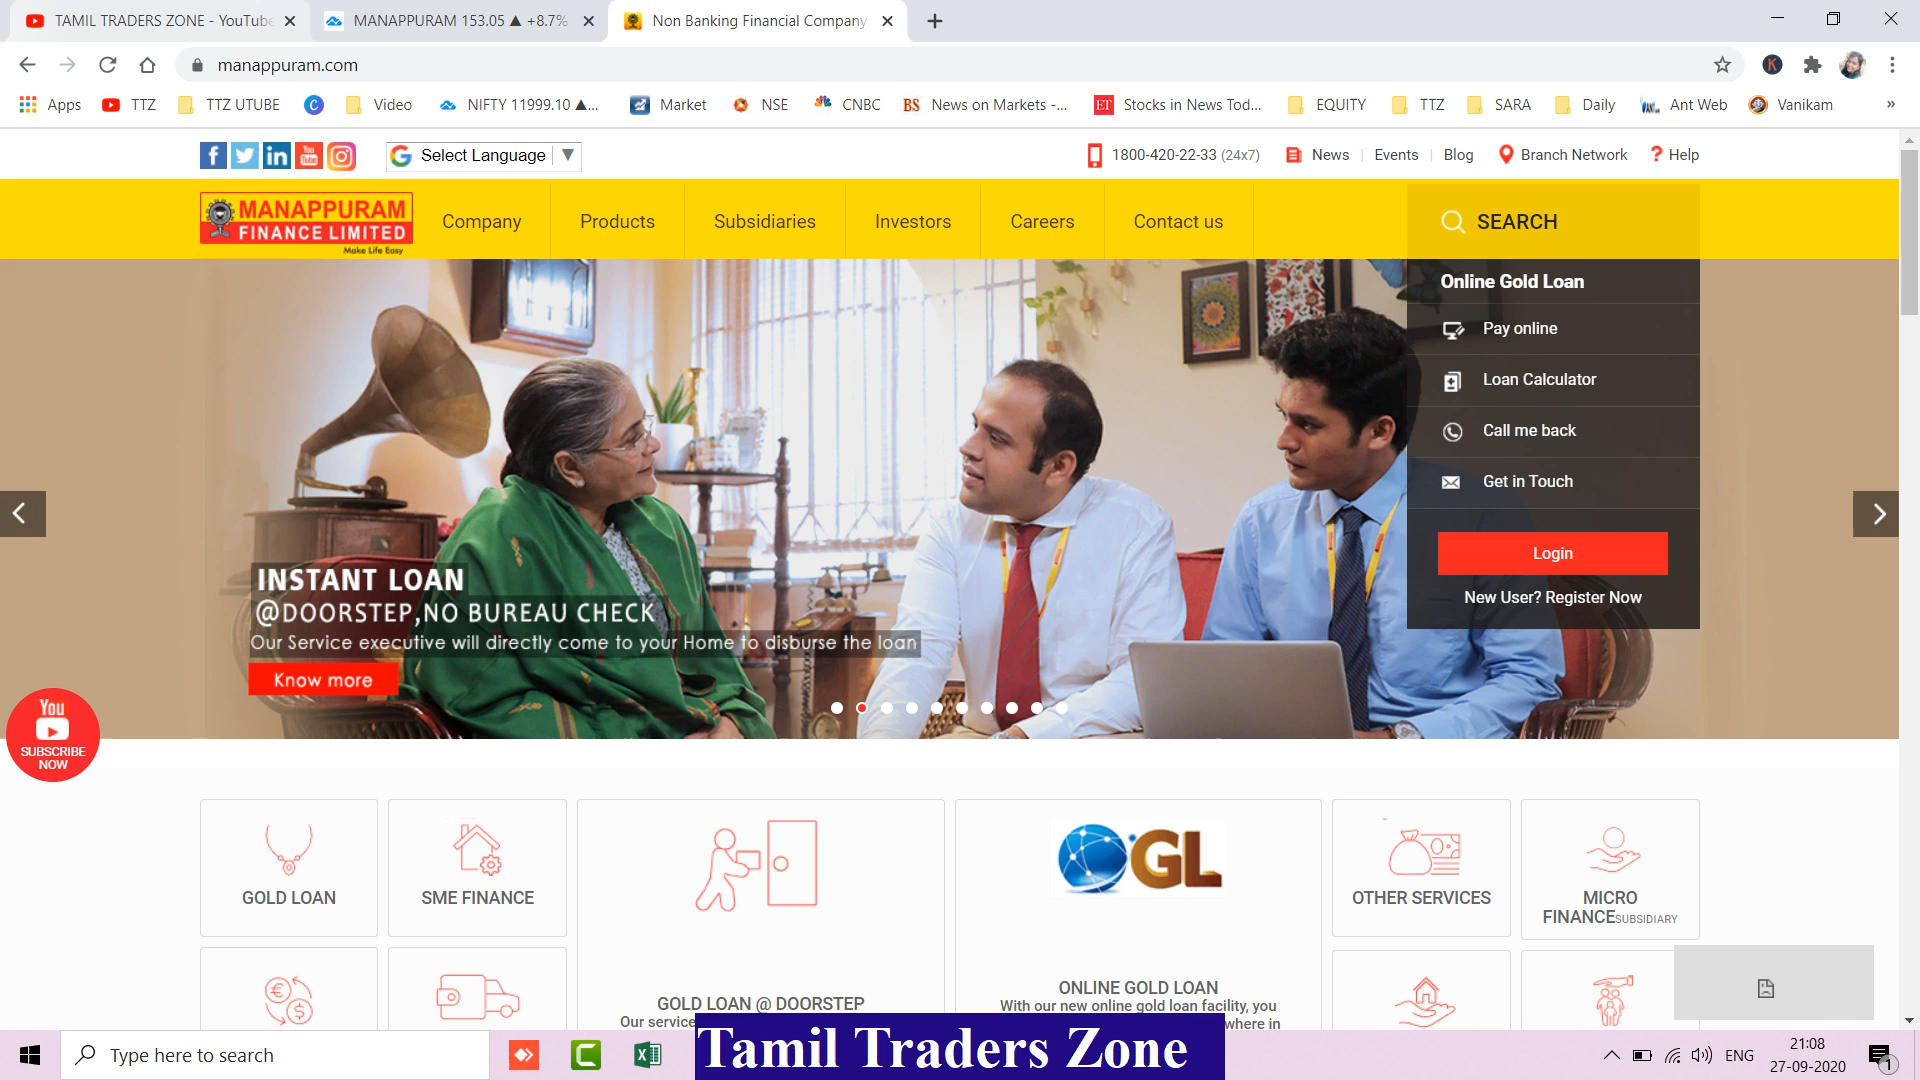 TAMIL TRADERS ZONE - YouTube
MANAPPURAM 153.05 ▲ +8.7%
Non Banking Financial Company
manappuram.com
Apps
TTZ
TTZ UTUBE
Video
NIFTY 11999.10 ▲...
Market
NSE
CNBC
BS
News on Markets -...
ET
Stocks in News Tod...
EQUITY
TTZ
SARA
Daily
Ant Web
Vanikam
»
Select Language ▼
1800-420-22-33 (24x7)
News
Events
Blog
Branch Network
? Help
MANAPPURAM
FINANCE LIMITED
Make Life Easy
Company
Products
Subsidiaries
Investors
Careers
Contact us
SEARCH
Online Gold Loan
Pay online
Loan Calculator
Call me back
Get in Touch
Login
New User? Register Now
INSTANT LOAN
@DOORSTEP,NO BUREAU CHECK
Our Service executive will directly come to your Home to disburse the loan
Know more
You
SUBSCRIBE
NOW
GOLD LOAN
SME FINANCE
GOLD LOAN @ DOORSTEP
Our service
OGL
ONLINE GOLD LOAN
With our new online gold loan facility, you
where in
OTHER SERVICES
MICRO
FINANCE SUBSIDIARY
Tamil Traders Zone
Type here to search
ENG
21:08
27-09-2020
1